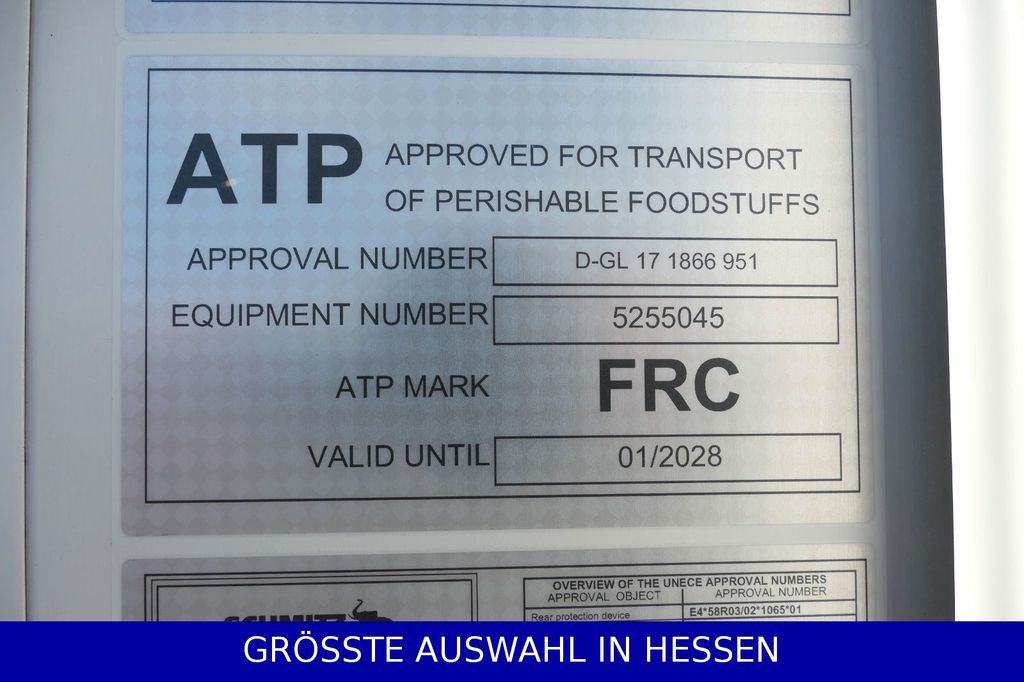 ATP APPROVED FOR TRANSPORT
OF PERISHABLE FOODSTUFFS
APPROVAL NUMBER D-GL 17 1866 951
EQUIPMENT NUMBER 5255045
ATP MARK FRC
VALID UNTIL 01/2028
SCHMITZ
OVERVIEW OF THE UNECE APPROVAL NUMBERS
APPROVAL OBJECT APPROVAL NUMBER
Rear protection device E4*58R03/02*1065*01
GRÖSSTE AUSWAHL IN HESSEN